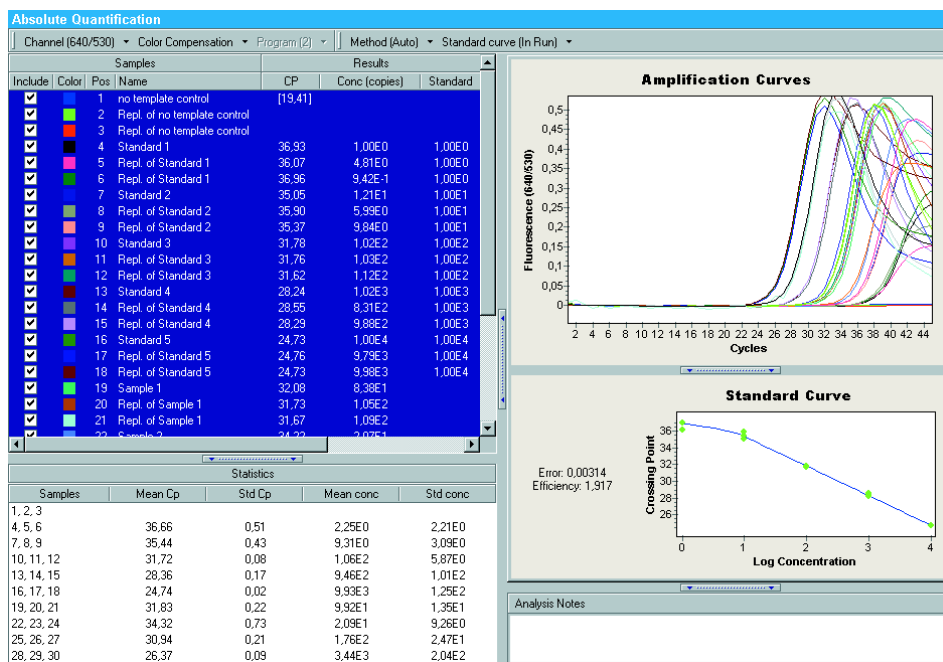 Absolute Quantification
Channel (640/530) Color Compensation Program (2) Method (Auto) Standard curve (In Run)
Samples Results
Include Color Pos Name CP Conc (copies) Standard
1 no template control [19,41]
2 Repl. of no template control
3 Repl. of no template control
4 Standard 1 36,93 1,00E0 1,00E0
5 Repl. of Standard 1 36,07 4,81E0 1,00E0
6 Repl. of Standard 1 36,96 9,42E-1 1,00E0
7 Standard 2 35,05 1,21E1 1,00E1
8 Repl. of Standard 2 35,90 5,99E0 1,00E1
9 Repl. of Standard 2 35,37 9,84E0 1,00E1
10 Standard 3 31,78 1,02E2 1,00E2
11 Repl. of Standard 3 31,76 1,03E2 1,00E2
12 Repl. of Standard 3 31,62 1,12E2 1,00E2
13 Standard 4 28,24 1,02E3 1,00E3
14 Repl. of Standard 4 28,55 8,31E2 1,00E3
15 Repl. of Standard 4 28,29 9,88E2 1,00E3
16 Standard 5 24,73 1,00E4 1,00E4
17 Repl. of Standard 5 24,76 9,79E3 1,00E4
18 Repl. of Standard 5 24,73 9,98E3 1,00E4
19 Sample 1 32,08 8,38E1
20 Repl. of Sample 1 31,73 1,05E2
21 Repl. of Sample 1 31,67 1,09E2
22 Sample 2 34,22 2,07E1
Statistics
Samples Mean Cp Std Cp Mean conc Std conc
1, 2, 3
4, 5, 6 36,66 0,51 2,25E0 2,21E0
7, 8, 9 35,44 0,43 9,31E0 3,09E0
10, 11, 12 31,72 0,08 1,06E2 5,87E0
13, 14, 15 28,36 0,17 9,46E2 1,01E2
16, 17, 18 24,74 0,02 9,93E3 1,25E2
19, 20, 21 31,83 0,22 9,92E1 1,35E1
22, 23, 24 34,32 0,73 2,09E1 9,26E0
25, 26, 27 30,94 0,21 1,76E2 2,47E1
28, 29, 30 26,37 0,09 3,44E3 2,04E2
Amplification Curves
Fluorescence (640/530)
0,5
0,45
0,4
0,35
0,3
0,25
0,2
0,15
0,1
0,05
0
2 4 6 8 10 12 14 16 18 20 22 24 26 28 30 32 34 36 38 40 42 44
Cycles
Standard Curve
Error: 0,00314
Efficiency: 1,917
Crossing Point
36
34
32
30
28
26
0 1 2 3 4
Log Concentration
Analysis Notes